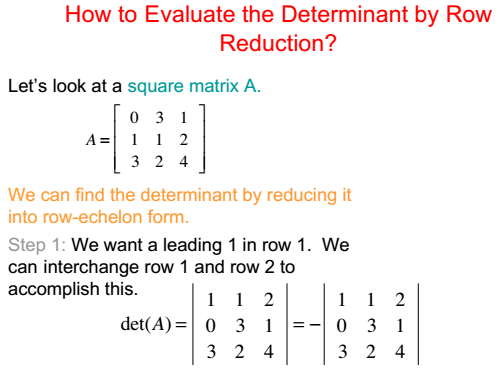 How to Evaluate the Determinant by Row
Reduction?
Let's look at a square matrix A.
0 3 1
A = 1 1 2
3 2 4
We can find the determinant by reducing it
into row-echelon form.
Step 1: We want a leading 1 in row 1. We
can interchange row 1 and row 2 to
accomplish this.
1 1 2 1 1 2
det(A) = 0 3 1 = − 0 3 1
3 2 4 3 2 4